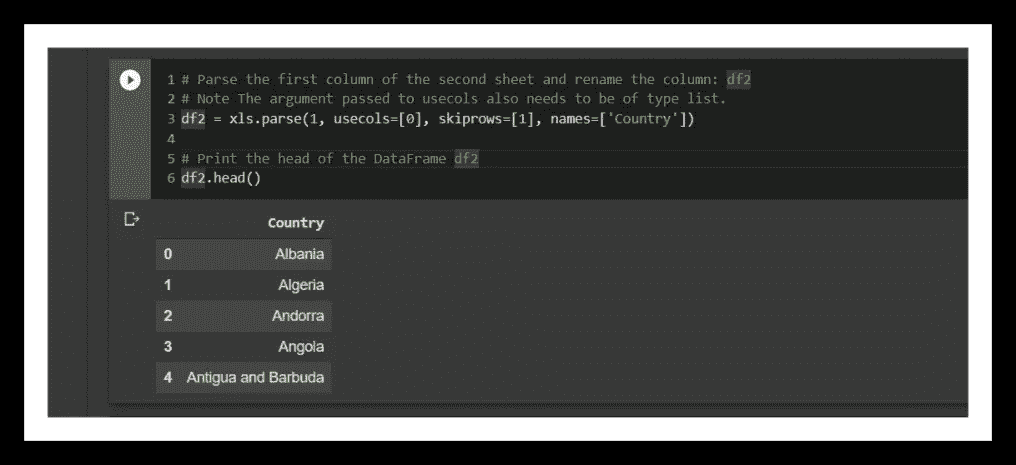 1 # Parse the first column of the second sheet and rename the column: df2
2 # Note The argument passed to usecols also needs to be of type list.
3 df2 = xls.parse(1, usecols=[0], skiprows=[1], names=['Country'])
4
5 # Print the head of the DataFrame df2
6 df2.head()
Country
0 Albania
1 Algeria
2 Andorra
3 Angola
4 Antigua and Barbuda